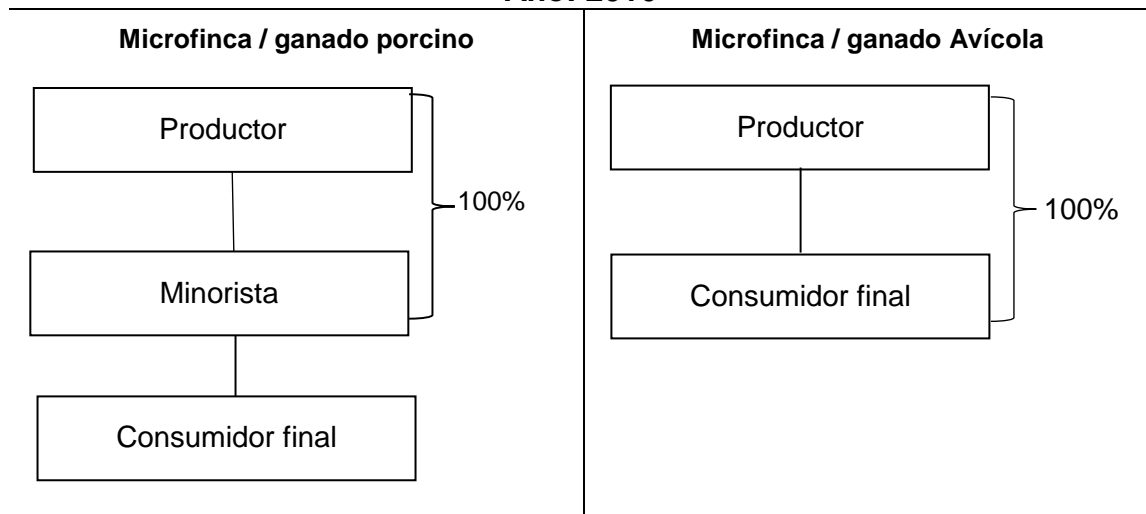 Microfinca / ganado porcino
Productor
100%
Minorista
Consumidor final
Microfinca / ganado Avícola
Productor
100%
Consumidor final